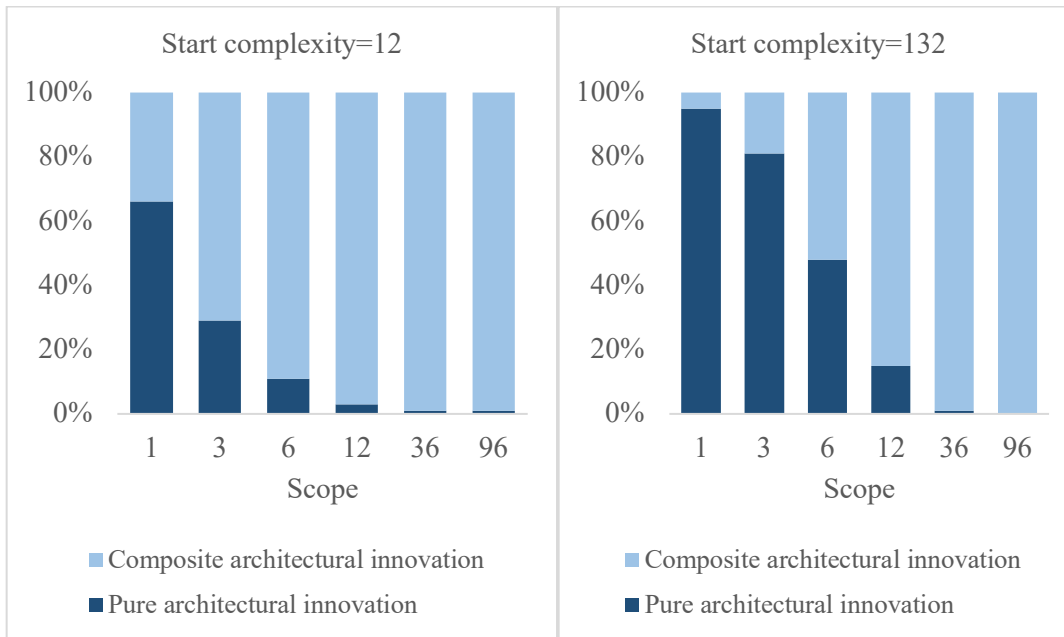 Start complexity=12
100%
80%
60%
40%
20%
0%
1 3 6 12 36 96
Scope
Composite architectural innovation
Pure architectural innovation
Start complexity=132
100%
80%
60%
40%
20%
0%
1 3 6 12 36 96
Scope
Composite architectural innovation
Pure architectural innovation